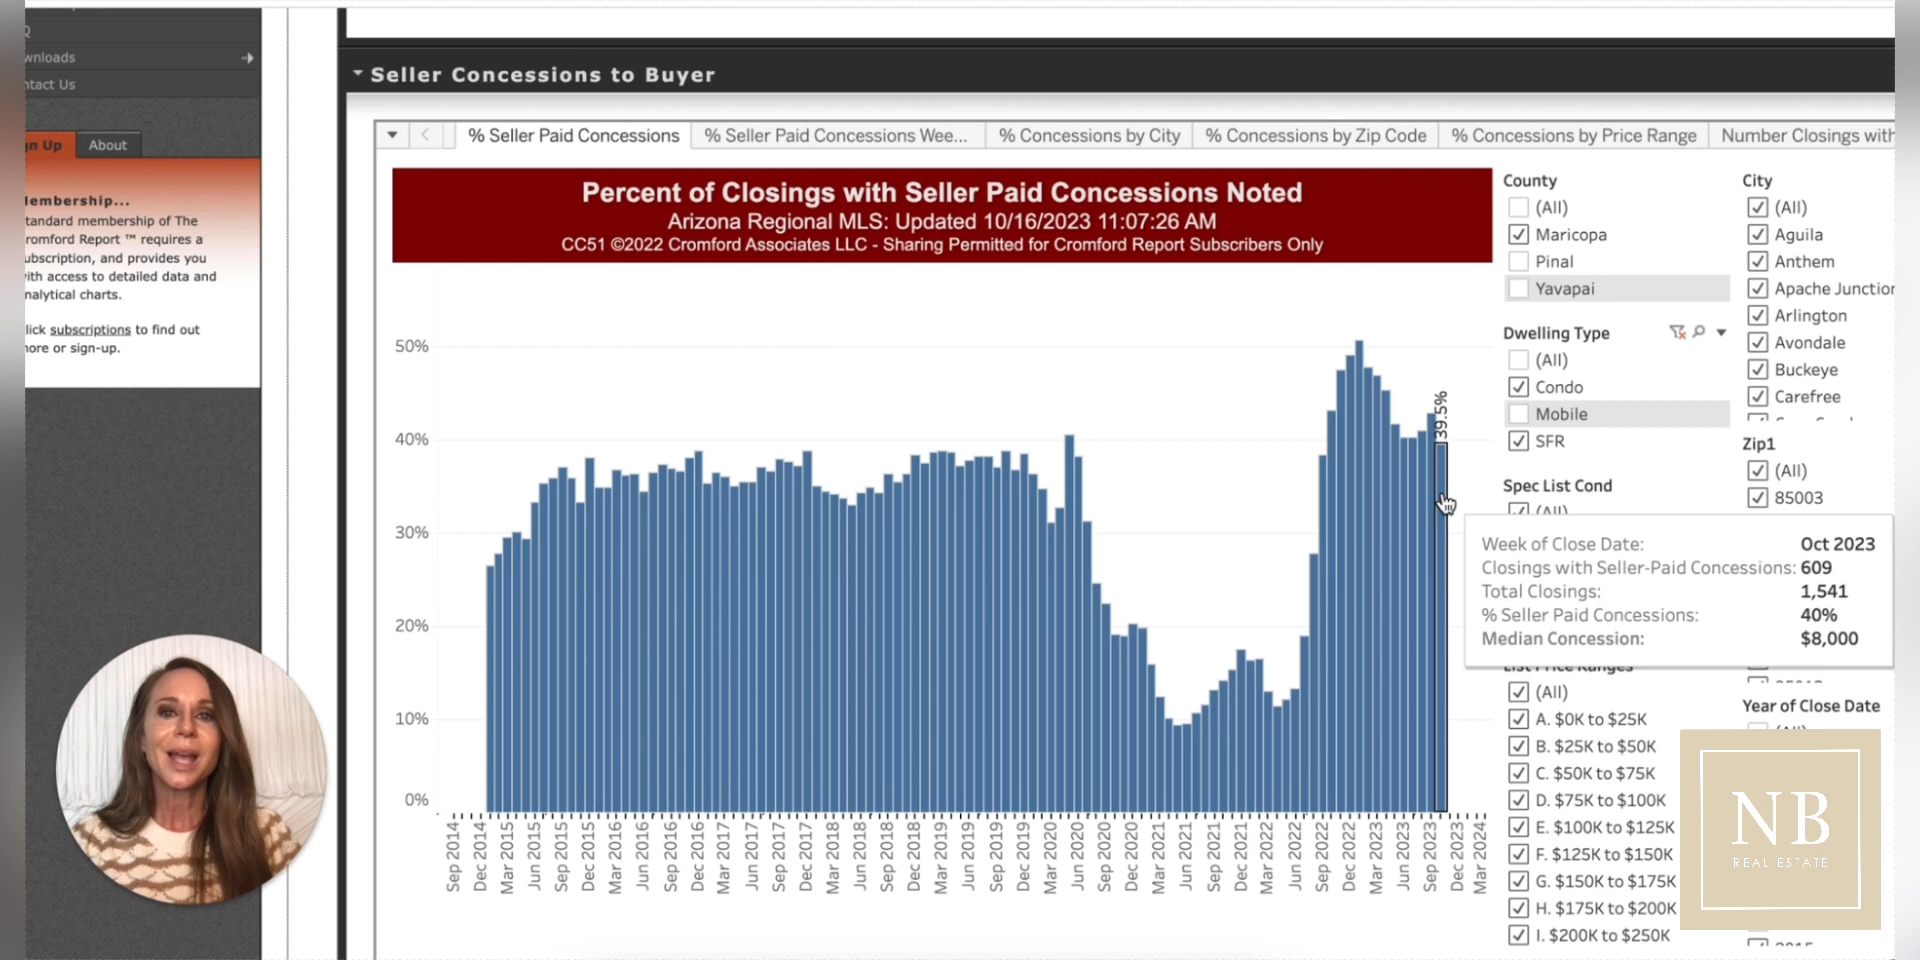 wnloads
ntact Us
n Up
About
embership...
tandard membership of The
romford Report ™ requires a
ubscription, and provides you
ith access to detailed data and
nalytical charts.
lick subscriptions to find out
ore or sign-up.
Seller Concessions to Buyer
% Seller Paid Concessions
% Seller Paid Concessions Wee...
% Concessions by City
% Concessions by Zip Code
% Concessions by Price Range
Number Closings with
Percent of Closings with Seller Paid Concessions Noted
Arizona Regional MLS: Updated 10/16/2023 11:07:26 AM
CC51 ©2022 Cromford Associates LLC - Sharing Permitted for Cromford Report Subscribers Only
50%
40%
30%
20%
10%
0%
39.5%
Sep 2014
Dec 2014
Mar 2015
Jun 2015
Sep 2015
Dec 2015
Mar 2016
Jun 2016
Sep 2016
Dec 2016
Mar 2017
Jun 2017
Sep 2017
Dec 2017
Mar 2018
Jun 2018
Sep 2018
Dec 2018
Mar 2019
Jun 2019
Sep 2019
Dec 2019
Mar 2020
Jun 2020
Sep 2020
Dec 2020
Mar 2021
Jun 2021
Sep 2021
Dec 2021
Mar 2022
Jun 2022
Sep 2022
Dec 2022
Mar 2023
Jun 2023
Sep 2023
Dec 2023
Mar 2024
County
(All)
Maricopa
Pinal
Yavapai
Dwelling Type
(All)
Condo
Mobile
SFR
Spec List Cond
(All)
Week of Close Date: Oct 2023
Closings with Seller-Paid Concessions: 609
Total Closings: 1,541
% Seller Paid Concessions: 40%
Median Concession: $8,000
List Price Ranges
(All)
A. $0K to $25K
B. $25K to $50K
C. $50K to $75K
D. $75K to $100K
E. $100K to $125K
F. $125K to $150K
G. $150K to $175K
H. $175K to $200K
I. $200K to $250K
City
(All)
Aguila
Anthem
Apache Junction
Arlington
Avondale
Buckeye
Carefree
Zip1
(All)
85003
Year of Close Date
NB
REAL ESTATE